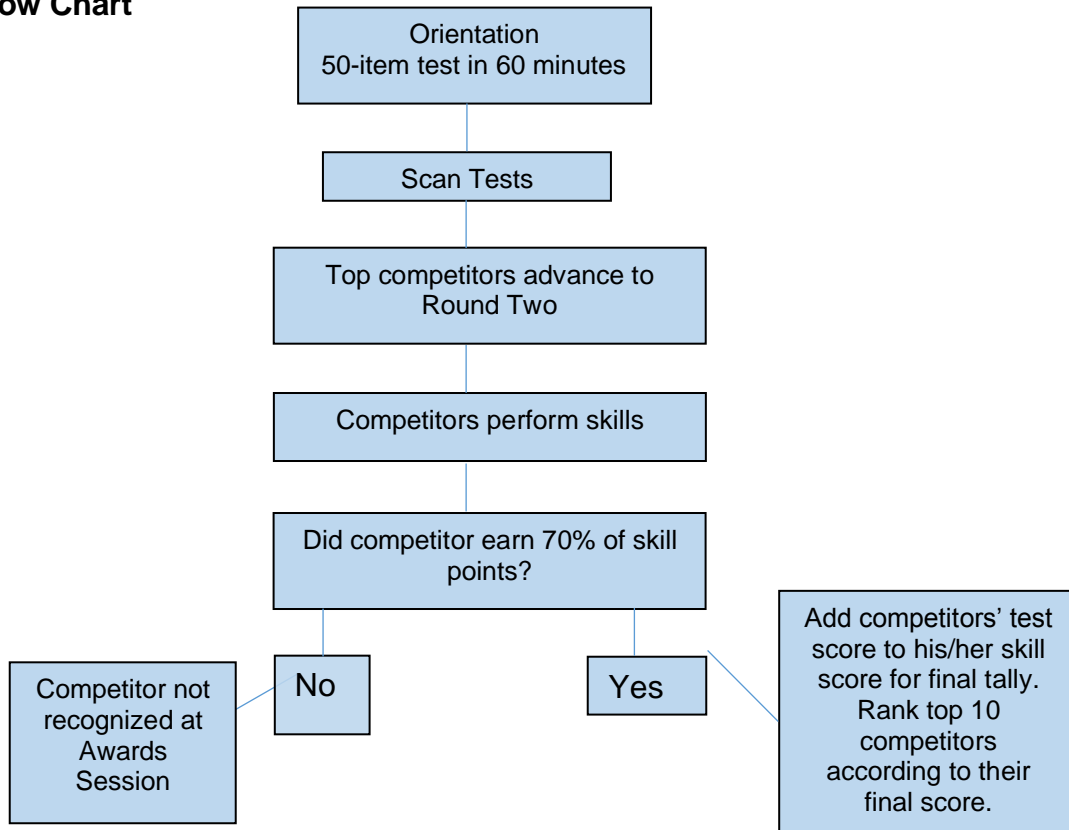 ow Chart
Orientation
50-item test in 60 minutes
Scan Tests
Top competitors advance to
Round Two
Competitors perform skills
Did competitor earn 70% of skill
points?
No
Yes
Competitor not
recognized at
Awards
Session
Add competitors’ test
score to his/her skill
score for final tally.
Rank top 10
competitors
according to their
final score.